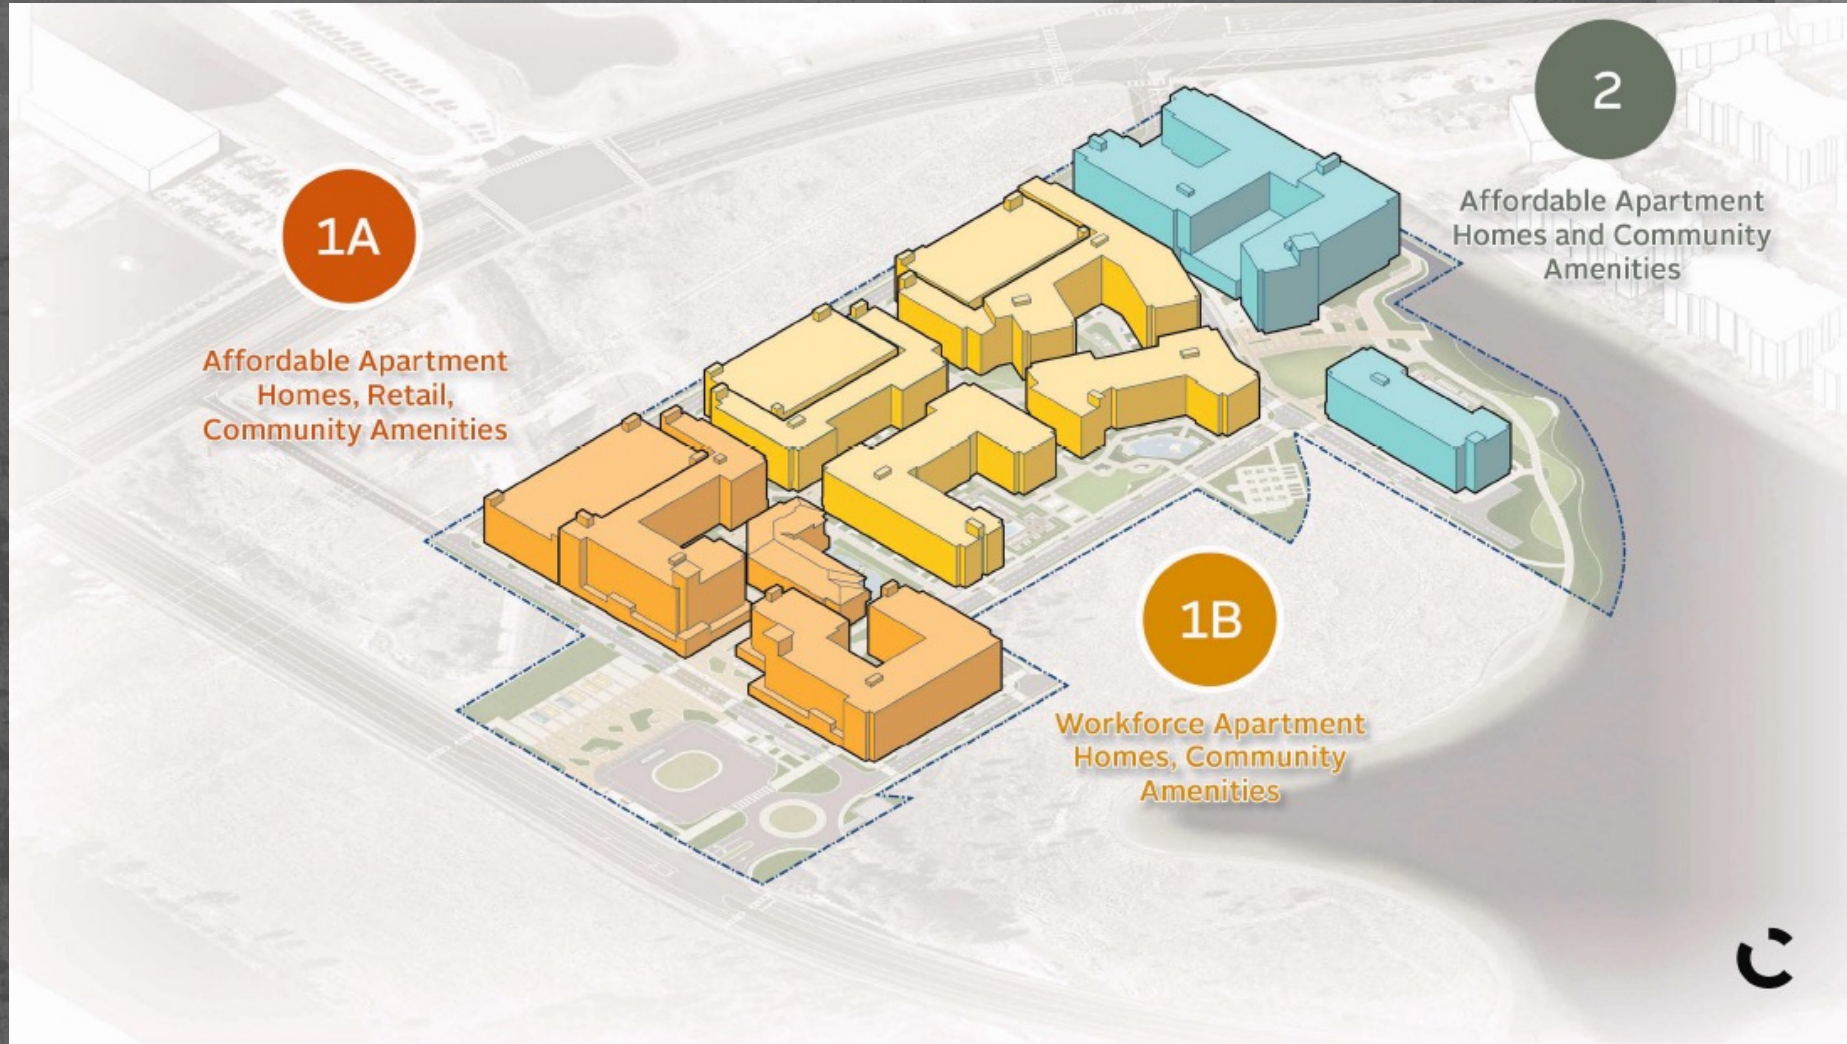 1A
Affordable Apartment
Homes, Retail,
Community Amenities
2
Affordable Apartment
Homes and Community
Amenities
1B
Workforce Apartment
Homes, Community
Amenities